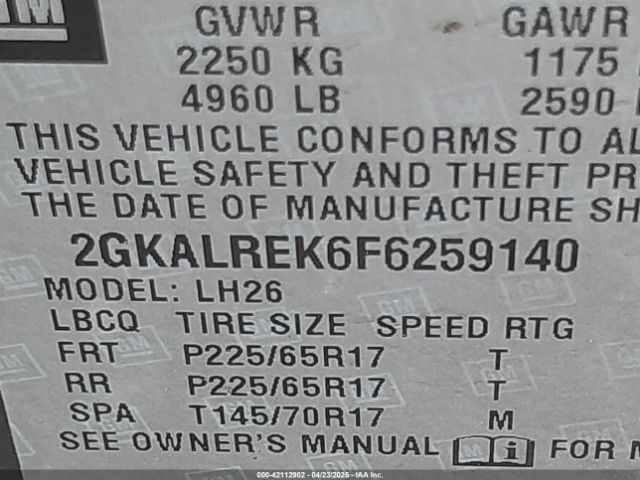 GM
GVWR GAWR
2250 KG 1175
4960 LB 2590
THIS VEHICLE CONFORMS TO AL
VEHICLE SAFETY AND THEFT PR
THE DATE OF MANUFACTURE SH
2GKALREK6F6259140
MODEL: LH26
LBCQ TIRE SIZE SPEED RTG
FRT P225/65R17 T
RR P225/65R17 T
SPA T145/70R17 M
SEE OWNER'S MANUAL i FOR M
000-42112902 - 04/23/2025 - IAA Inc.